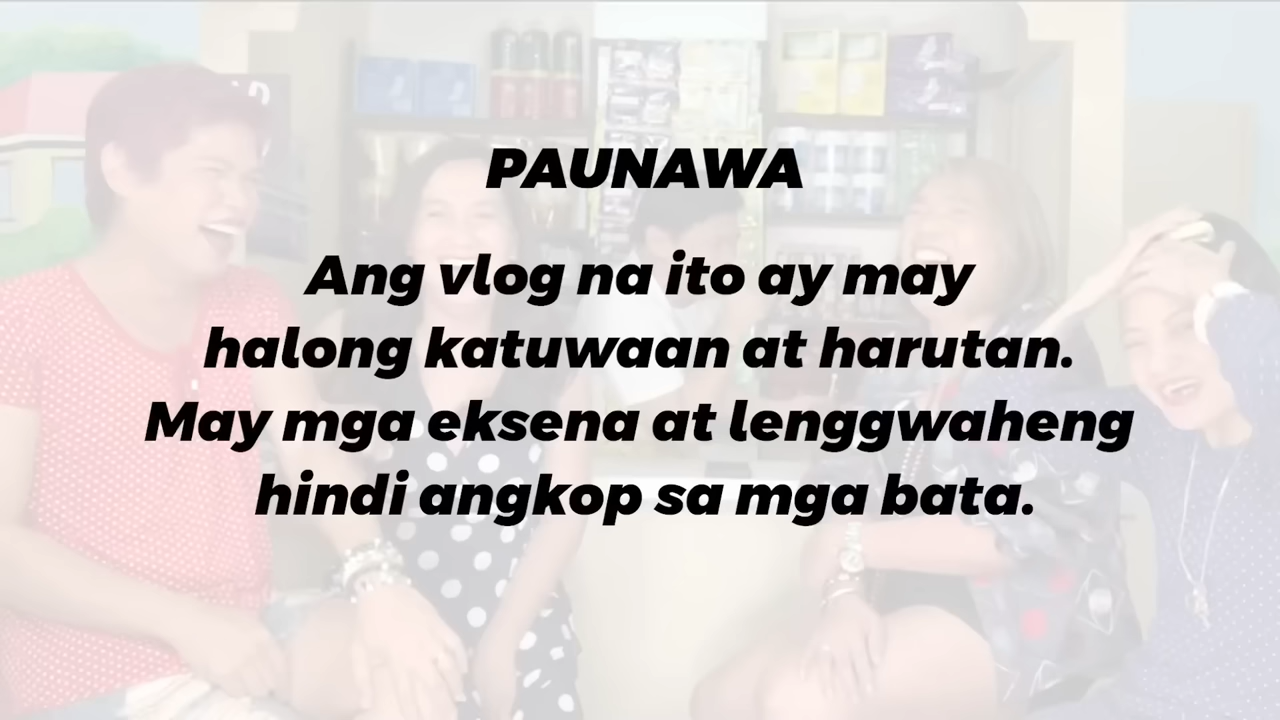 PAUNAWA
Ang vlog na ito ay may
halong katuwaan at harutan.
May mga eksena at lenggwaheng
hindi angkop sa mga bata.